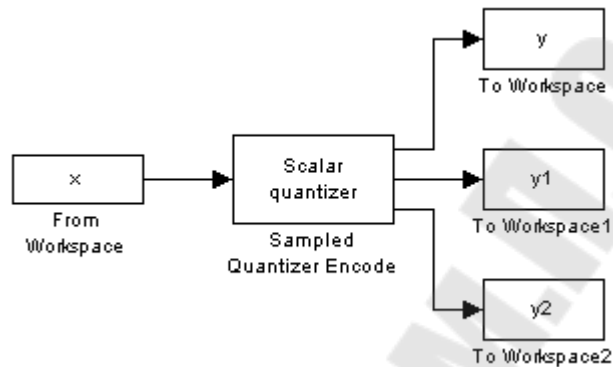 y
To Workspace
x
From
Workspace
Scalar
quantizer
Sampled
Quantizer Encode
y1
To Workspace1
y2
To Workspace2